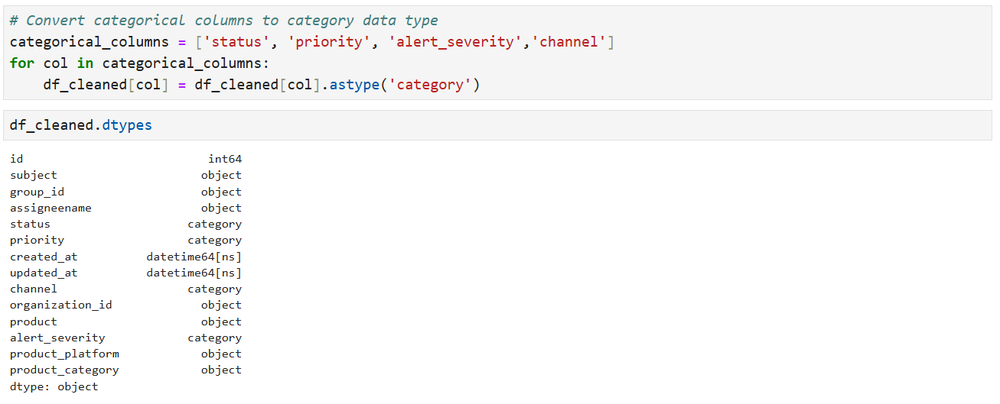 # Convert categorical columns to category data type
categorical_columns = ['status', 'priority', 'alert_severity','channel']
for col in categorical_columns:
    df_cleaned[col] = df_cleaned[col].astype('category')
df_cleaned.dtypes
id                             int64
subject                       object
group_id                      object
assigneename                  object
status                      category
priority                    category
created_at            datetime64[ns]
updated_at            datetime64[ns]
channel                     category
organization_id               object
product                       object
alert_severity              category
product_platform              object
product_category              object
dtype: object